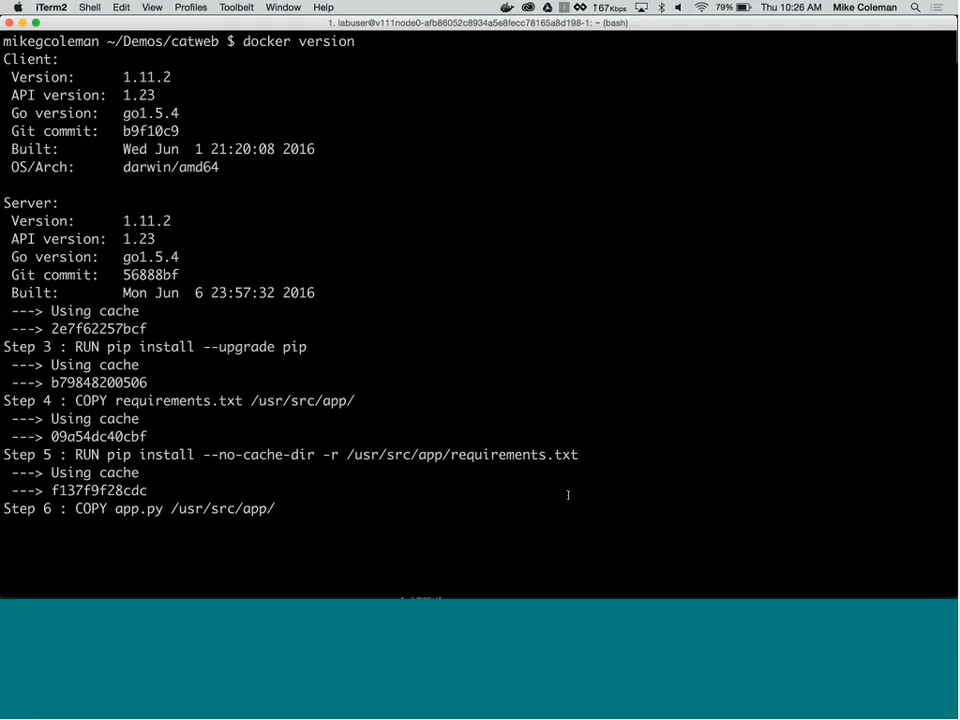 iTerm2 Shell Edit View Profiles Toolbelt Window Help 167Kbps 79% Thu 10:26 AM Mike Coleman
1. labuser@v111node0-afb86052c8934a5e8fecc78165a8d198-1: ~ (bash)
mikegcoleman ~/Demos/catweb $ docker version
Client:
Version: 1.11.2
API version: 1.23
Go version: go1.5.4
Git commit: b9f10c9
Built: Wed Jun 1 21:20:08 2016
OS/Arch: darwin/amd64
Server:
Version: 1.11.2
API version: 1.23
Go version: go1.5.4
Git commit: 56888bf
Built: Mon Jun 6 23:57:32 2016
---> Using cache
---> 2e7f62257bcf
Step 3 : RUN pip install --upgrade pip
---> Using cache
---> b79848200506
Step 4 : COPY requirements.txt /usr/src/app/
---> Using cache
---> 09a54dc40cbf
Step 5 : RUN pip install --no-cache-dir -r /usr/src/app/requirements.txt
---> Using cache
---> f137f9f28cdc
Step 6 : COPY app.py /usr/src/app/